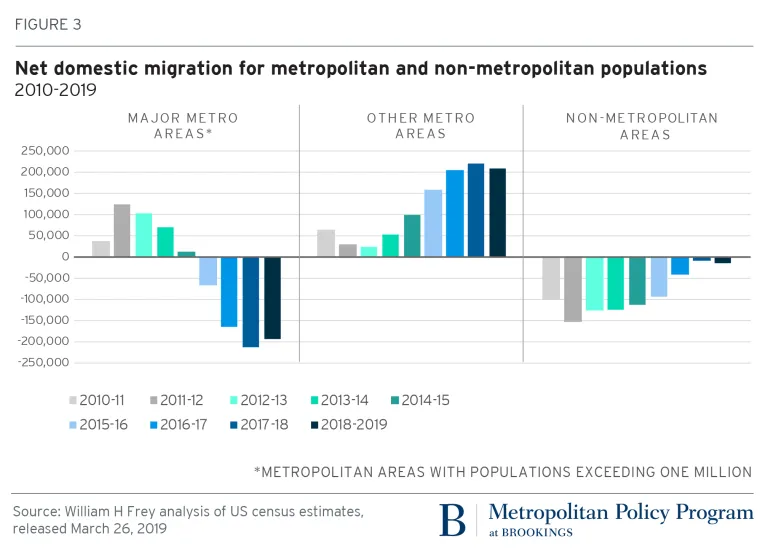 FIGURE 3
Net domestic migration for metropolitan and non-metropolitan populations
2010-2019
MAJOR METRO
AREAS*
OTHER METRO
AREAS
NON-METROPOLITAN
AREAS
250,000
200,000
150,000
100,000
50,000
0
-50,000
-100,000
-150,000
-200,000
-250,000
2010-11 2011-12 2012-13 2013-14 2014-15
2015-16 2016-17 2017-18 2018-2019
*METROPOLITAN AREAS WITH POPULATIONS EXCEEDING ONE MILLION
Source: William H Frey analysis of US census estimates,
released March 26, 2019
B
Metropolitan Policy Program
at BROOKINGS